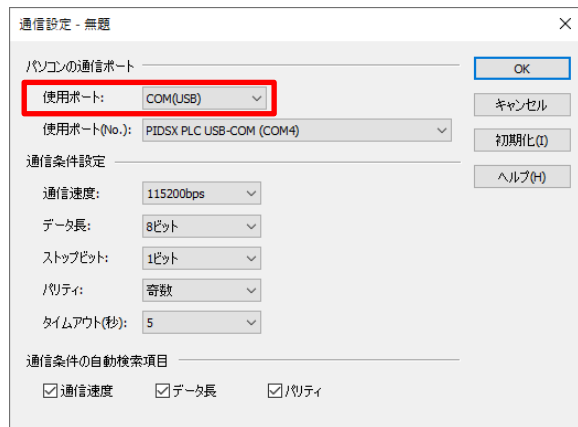 通信設定 - 無題
パソコンの通信ポート
OK
使用ポート: COM(USB)
キャンセル
使用ポート(No.): PIDSX PLC USB-COM (COM4)
初期化(I)
通信条件設定
ヘルプ(H)
通信速度: 115200bps
データ長: 8ビット
ストップビット: 1ビット
パリティ: 奇数
タイムアウト(秒): 5
通信条件の自動検索項目
通信速度 データ長 パリティ